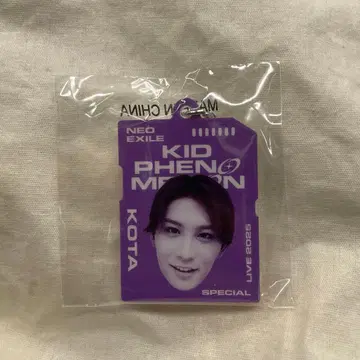 MADE IN CHINA
NEO
EXILE
KID
PHENO
MENON
KOTA
LIVE 2025
SPECIAL